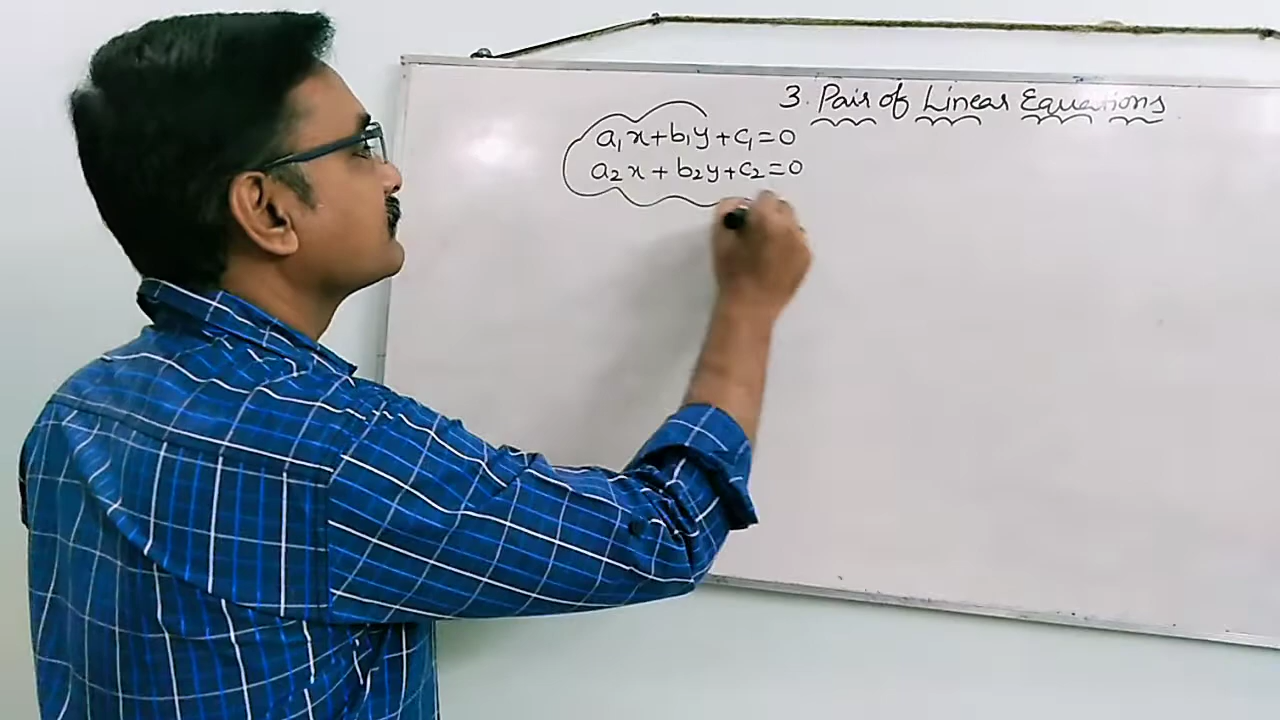 3. Pair of Linear Equations
a₁x+b₁y+c₁=0
a₂x+b₂y+c₂=0